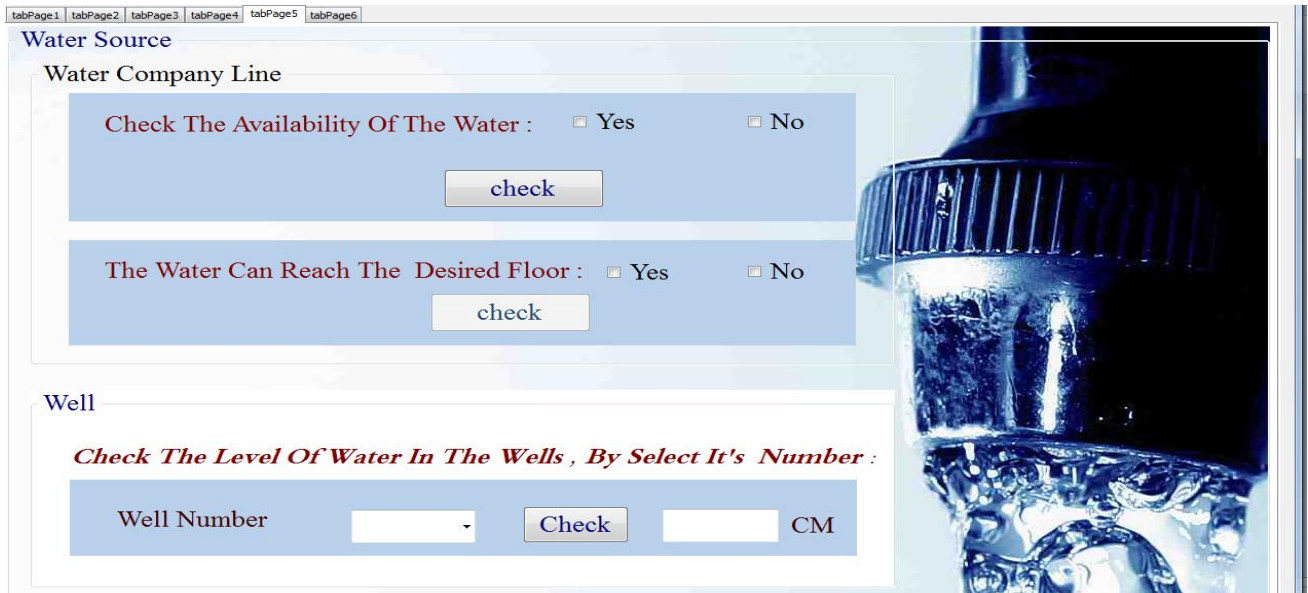 tabPage1 tabPage2 tabPage3 tabPage4 tabPage5 tabPage6
Water Source
Water Company Line
Check The Availability Of The Water : Yes No
check
The Water Can Reach The Desired Floor : Yes No
check
Well
Check The Level Of Water In The Wells , By Select It's Number :
Well Number Check CM